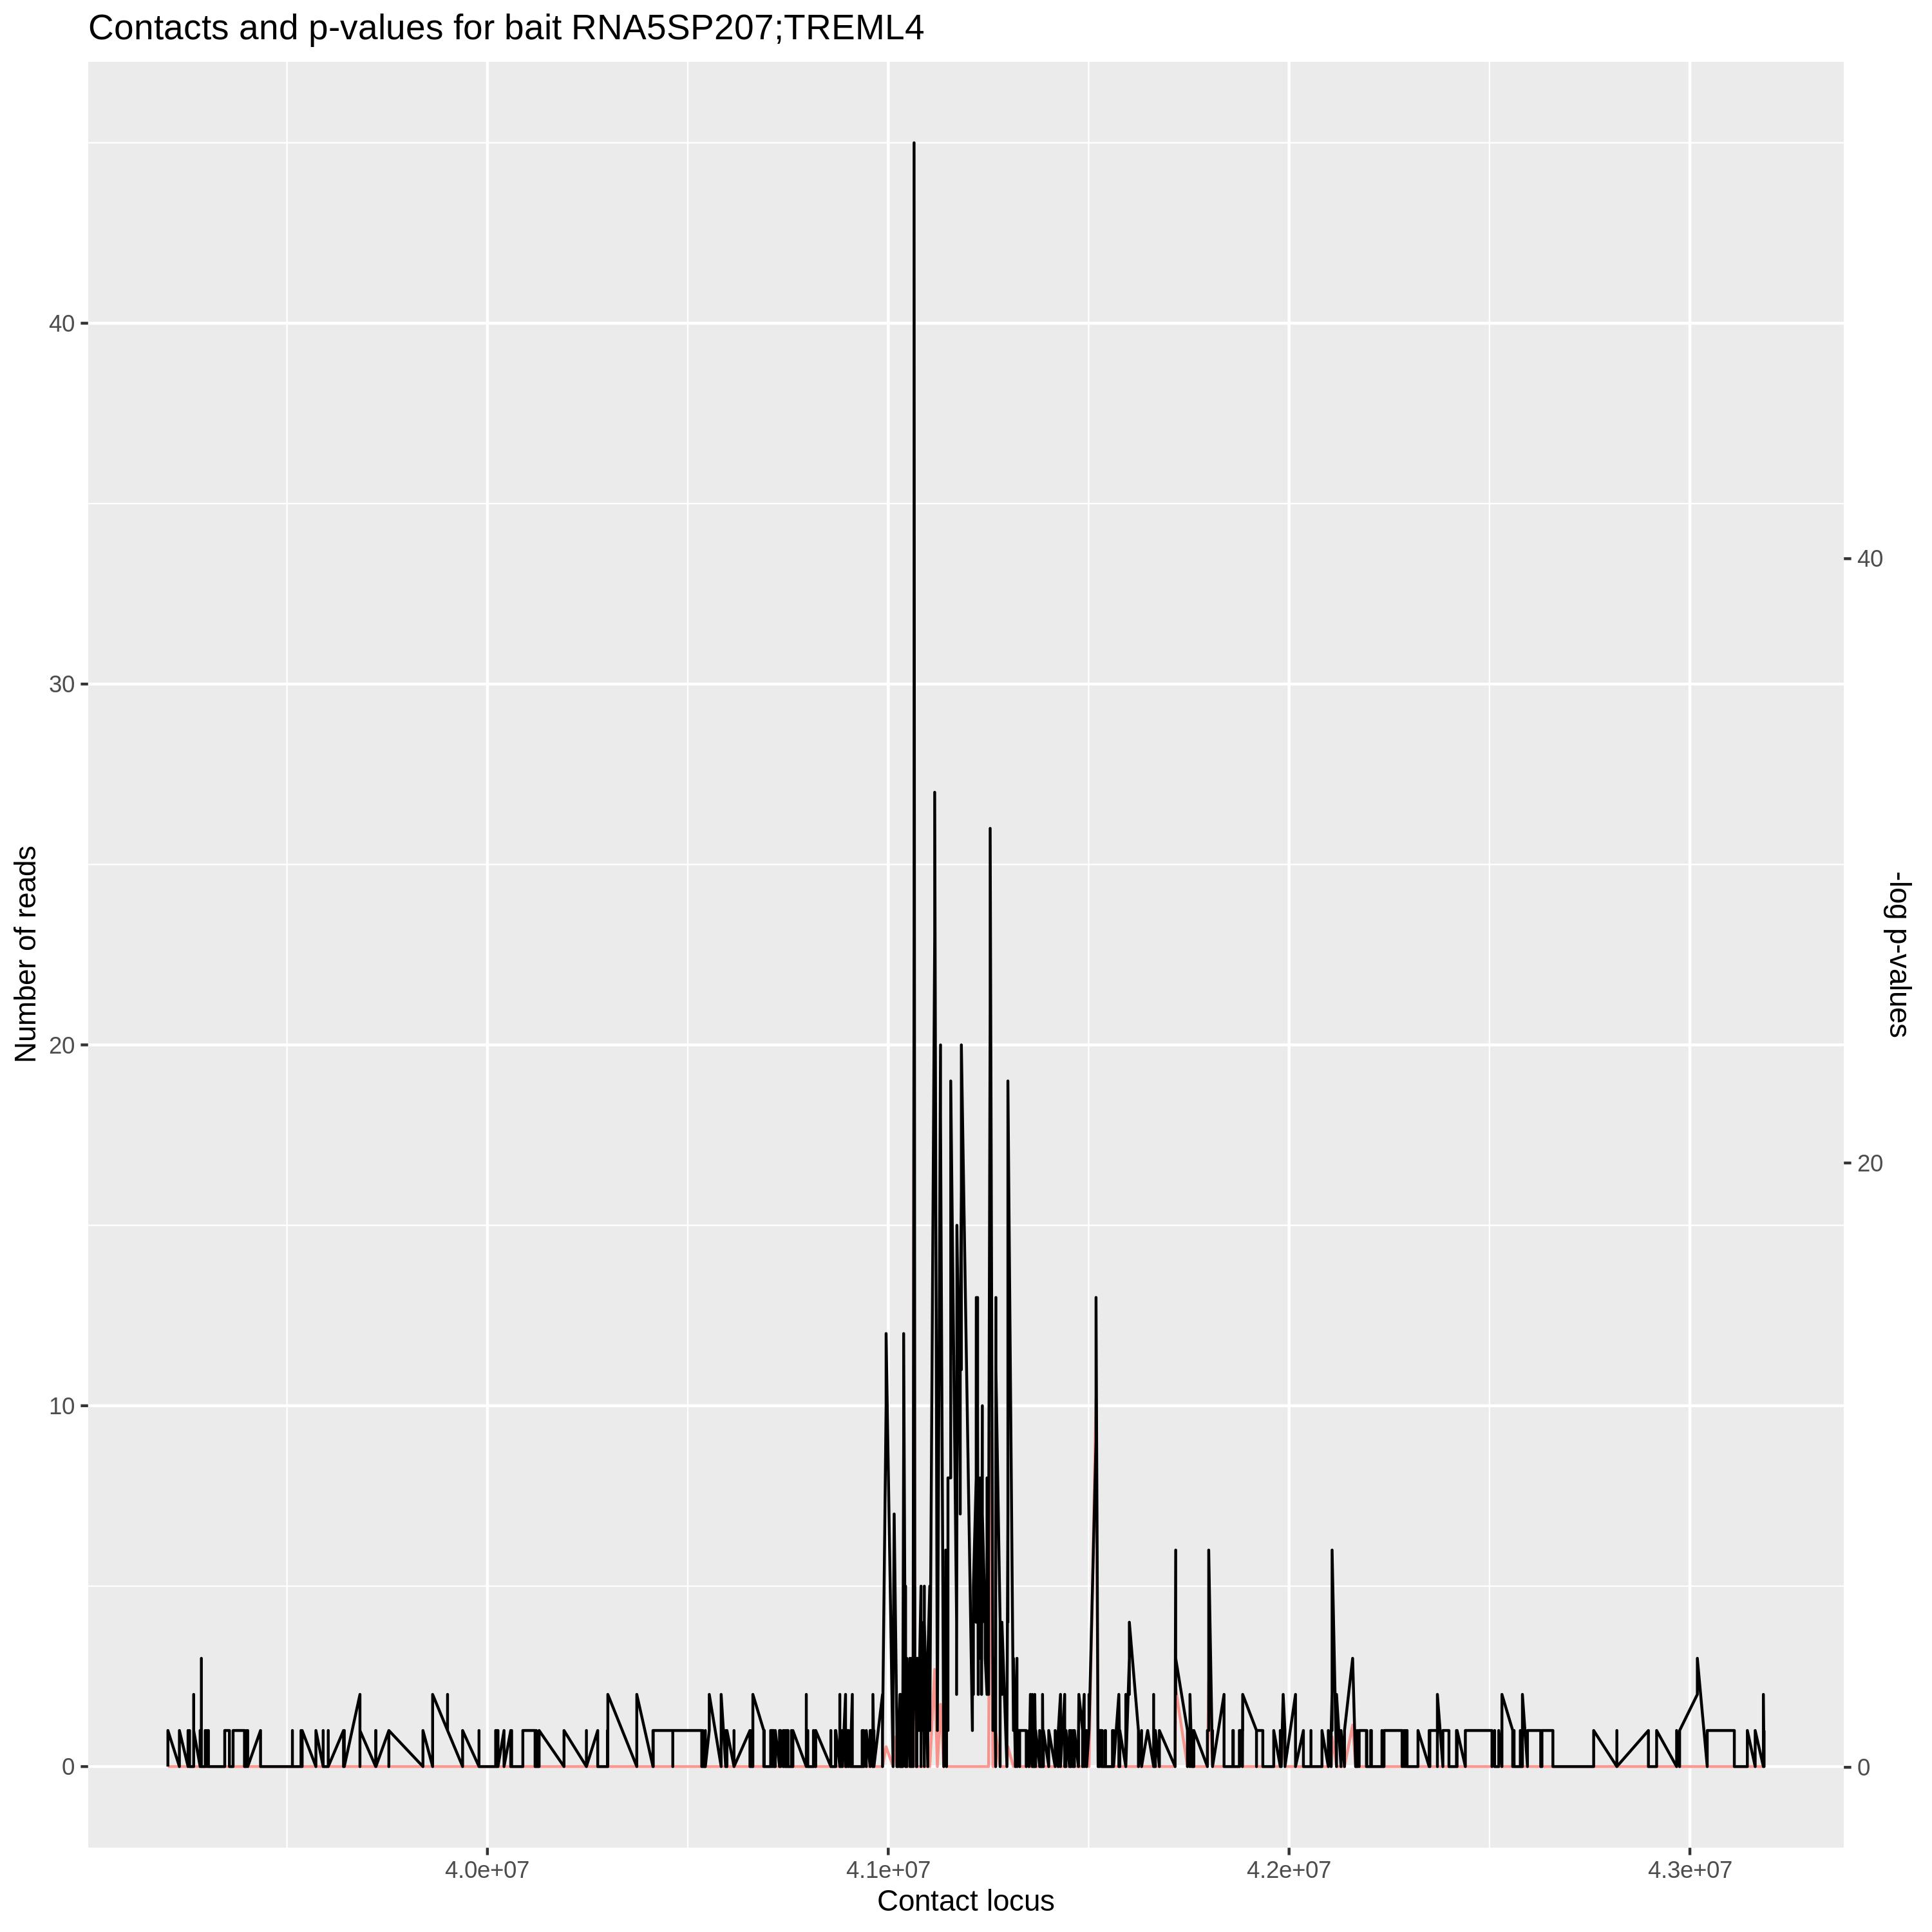 Contacts and p-values for bait RNA5SP207;TREML4
Number of reads
40
30
20
10
0
-log p-values
40
20
0
4.0e+07
4.1e+07
4.2e+07
4.3e+07
Contact locus